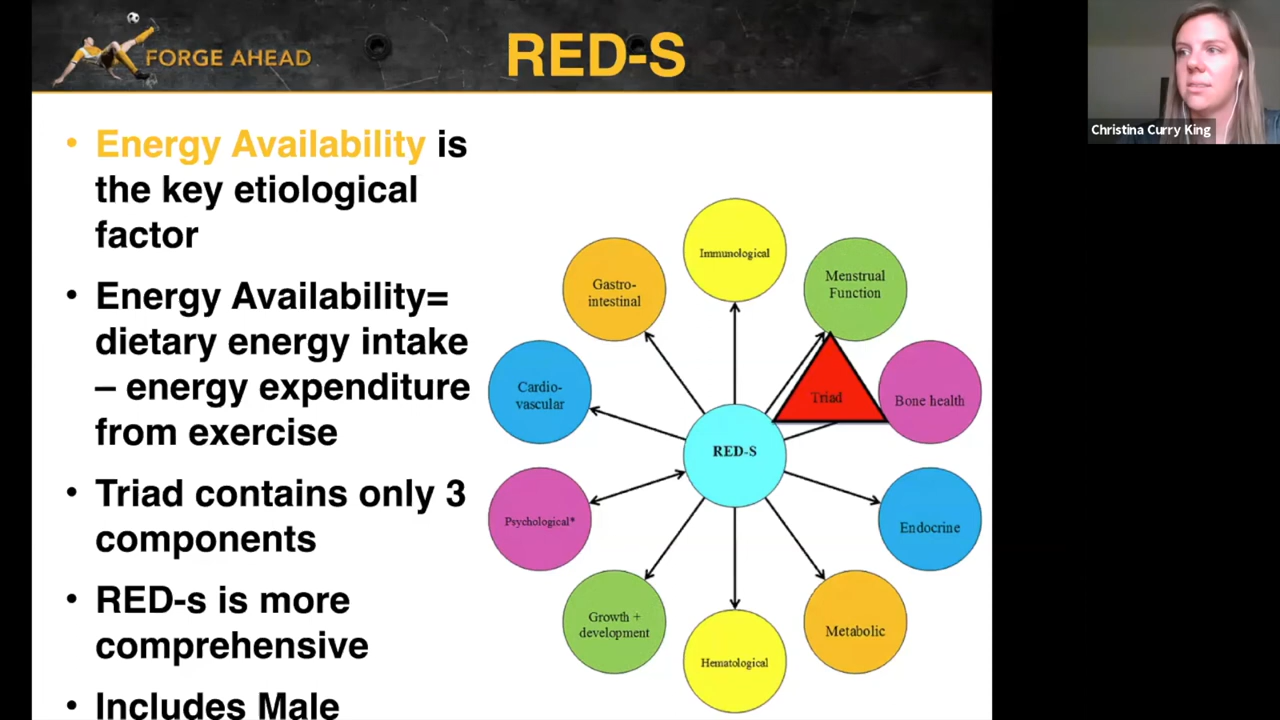 FORGE AHEAD
RED-S
Christina Curry King
• Energy Availability is
the key etiological
factor
• Energy Availability=
dietary energy intake
– energy expenditure
from exercise
• Triad contains only 3
components
• RED-s is more
comprehensive
• Includes Male
Immunological
Gastro-
intestinal
Menstrual
Function
Cardio-
vascular
Triad
Bone health
RED-S
Psychological*
Endocrine
Growth +
development
Metabolic
Hematological